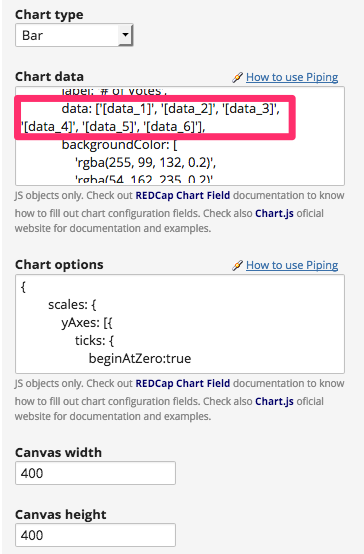 Chart type
Bar
Chart data
How to use Piping
label: '# of Votes',
data: ['[data_1]', '[data_2]', '[data_3]',
'[data_4]', '[data_5]', '[data_6]'],
backgroundColor: [
'rgba(255, 99, 132, 0.2)',
'rgba(54, 162, 235, 0.2)'
JS objects only. Check out REDCap Chart Field documentation to know
how to fill out chart configuration fields. Check also Chart.js oficial
website for documentation and examples.
Chart options
How to use Piping
{
scales: {
yAxes: [{
ticks: {
beginAtZero:true
JS objects only. Check out REDCap Chart Field documentation to know
how to fill out chart configuration fields. Check also Chart.js oficial
website for documentation and examples.
Canvas width
400
Canvas height
400